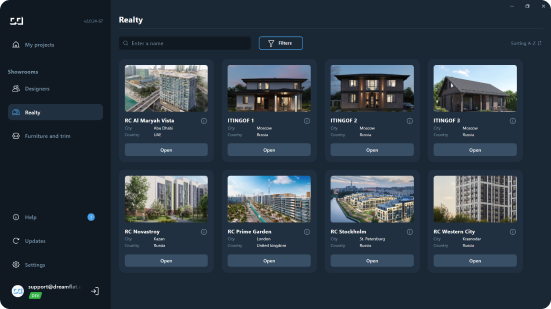 Realty
My projects
Enter a name
Filters
Sorting A-Z
Showrooms
Designers
Realty
Furniture and trim
RC Al Maryah Vista
City Abu Dhabi
Country UAE
Open
ITINGOF 1
City Moscow
Country Russia
Open
ITINGOF 2
City Moscow
Country Russia
Open
ITINGOF 3
City Moscow
Country Russia
Open
RC Novastroy
City Kazan
Country Russia
Open
RC Prime Garden
City London
Country United Kingdom
Open
RC Stockholm
City St. Petersburg
Country Russia
Open
RC Western City
City Krasnodar
Country Russia
Open
Help
Updates
Settings
support@dreamflat.